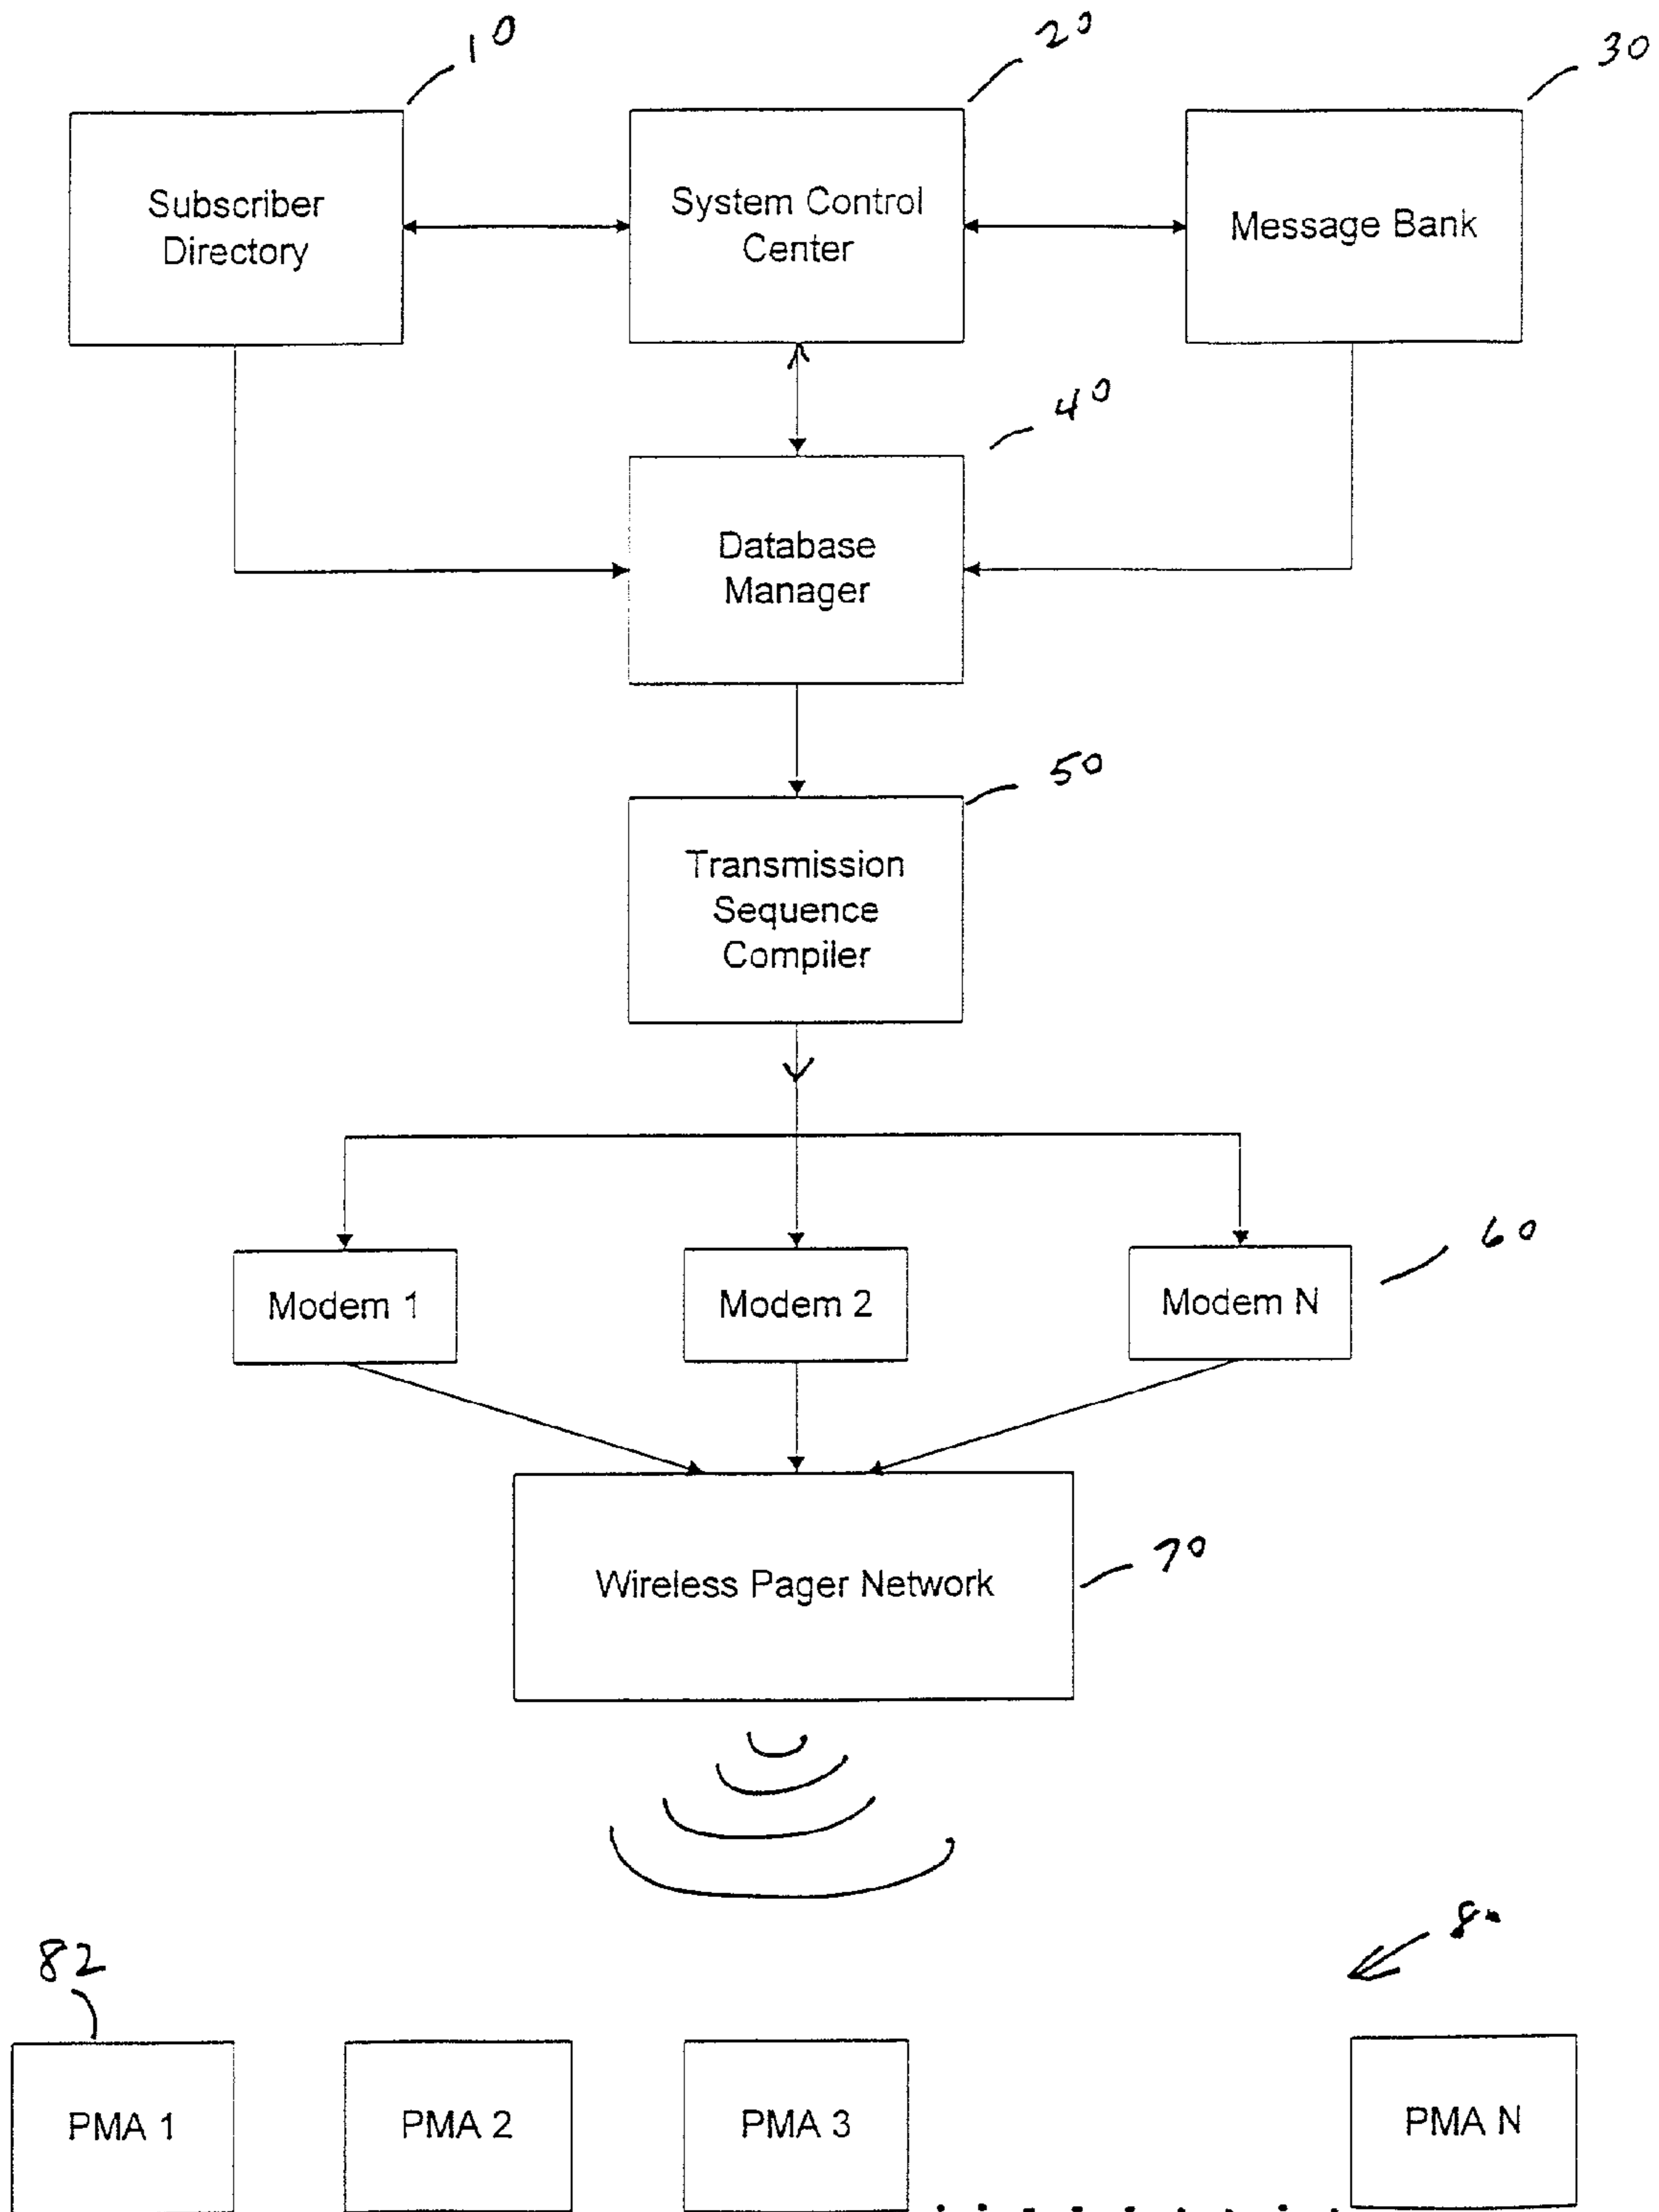 10
20
30
Subscriber
Directory
System Control
Center
Message Bank
40
Database
Manager
50
Transmission
Sequence
Compiler
60
Modem 1
Modem 2
Modem N
70
Wireless Pager Network
82
PMA 1
PMA 2
PMA 3
PMA N